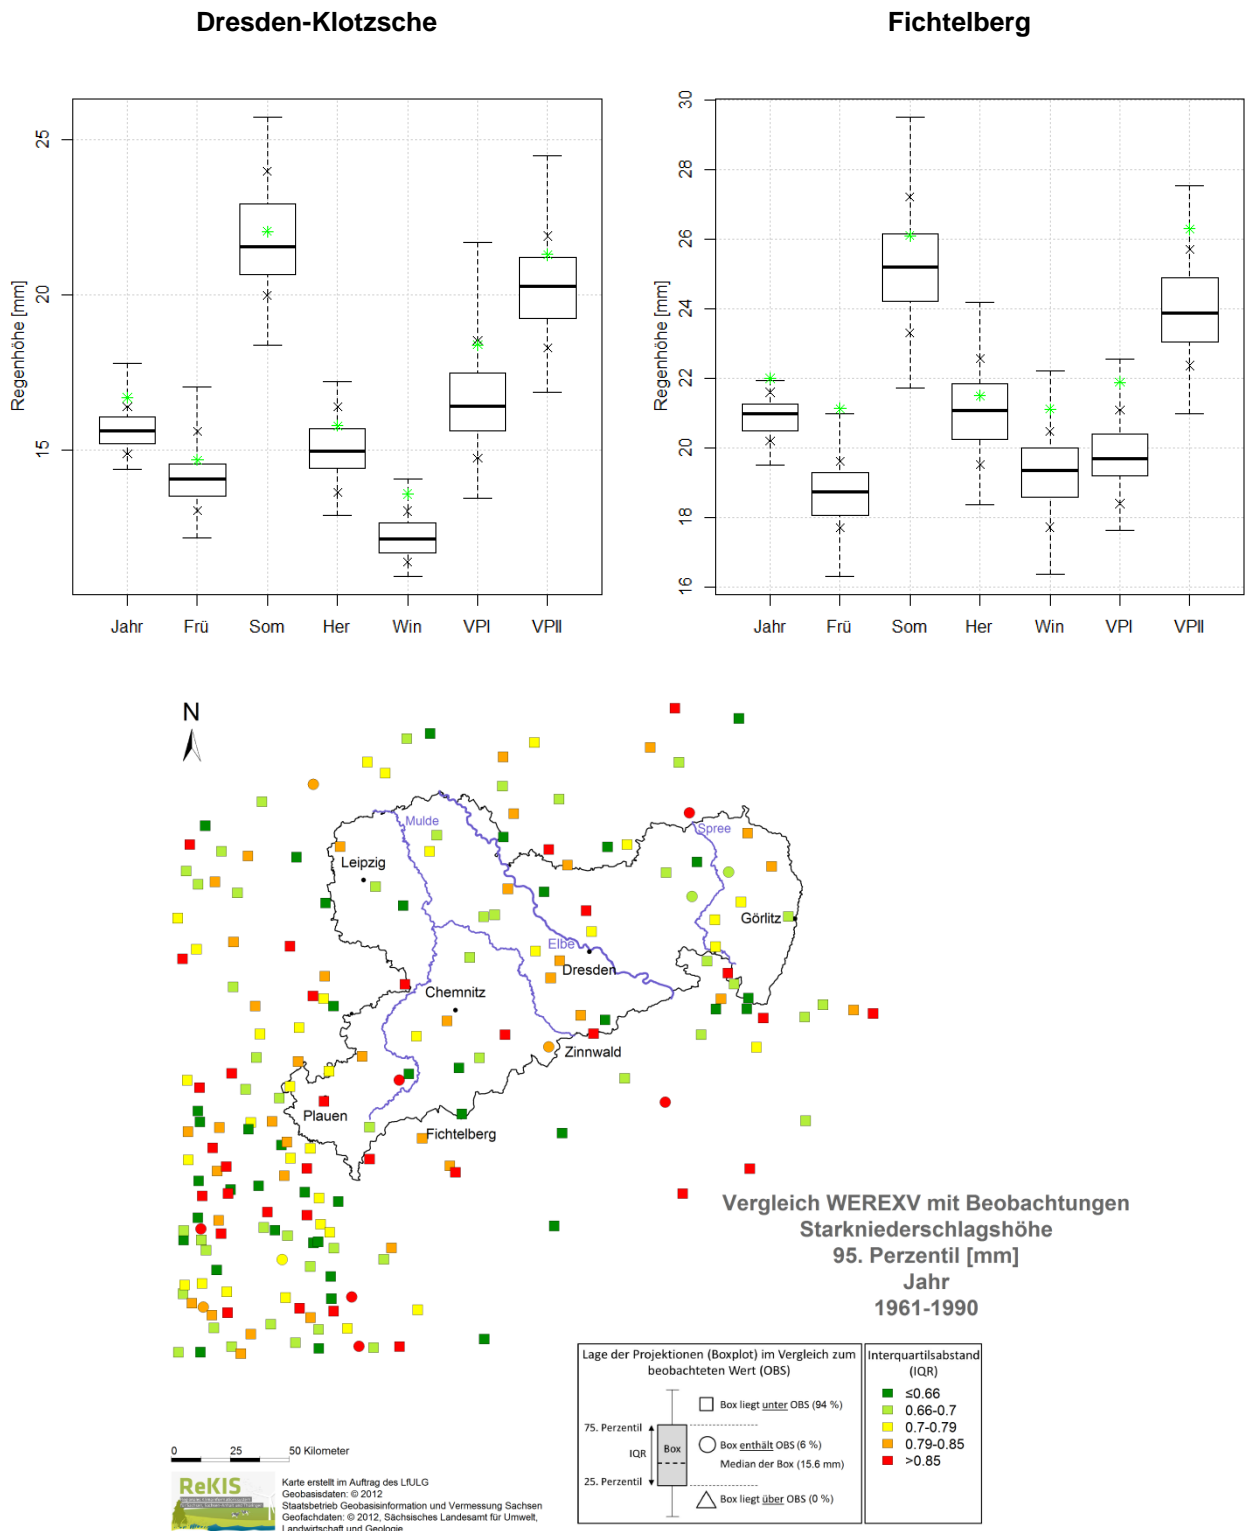 Dresden-Klotzsche
Fichtelberg
Regenhöhe [mm]
25
20
15
Jahr Frü Som Her Win VPI VPII
Regenhöhe [mm]
30
28
26
24
22
20
18
16
Jahr Frü Som Her Win VPI VPII
N
Mulde
Spree
Leipzig
Görlitz
Elbe
Dresden
Chemnitz
Zinnwald
Plauen
Fichtelberg
Vergleich WEREXV mit Beobachtungen
Starkniederschlagshöhe
95. Perzentil [mm]
Jahr
1961-1990
Lage der Projektionen (Boxplot) im Vergleich zum
beobachteten Wert (OBS)
Box liegt unter OBS (94 %)
75. Perzentil
IQR
Box
Box enthält OBS (6 %)
Median der Box (15.6 mm)
25. Perzentil
Box liegt über OBS (0 %)
Interquartilsabstand
(IQR)
≤0.66
0.66-0.7
0.7-0.79
0.79-0.85
>0.85
0 25 50 Kilometer
ReKIS
Karte erstellt im Auftrag des LfULG
Geobasisdaten: © 2012
Staatsbetrieb Geobasisinformation und Vermessung Sachsen
Geofachdaten: © 2012, Sächsisches Landesamt für Umwelt,
Landwirtschaft und Geologie